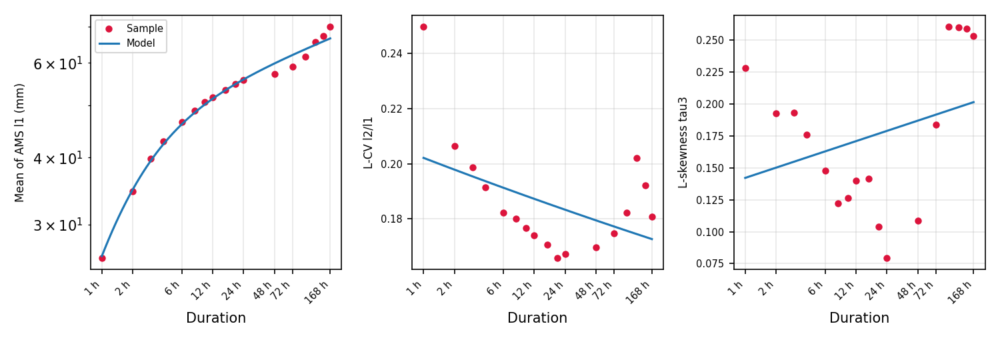 Mean of AMS l1 (mm)
6 × 10¹
4 × 10¹
3 × 10¹
Sample
Model
1 h
2 h
6 h
12 h
24 h
48 h
72 h
168 h
Duration
L-CV l2/l1
0.24
0.22
0.20
0.18
1 h
2 h
6 h
12 h
24 h
48 h
72 h
168 h
Duration
L-skewness tau3
0.250
0.225
0.200
0.175
0.150
0.125
0.100
0.075
1 h
2 h
6 h
12 h
24 h
48 h
72 h
168 h
Duration